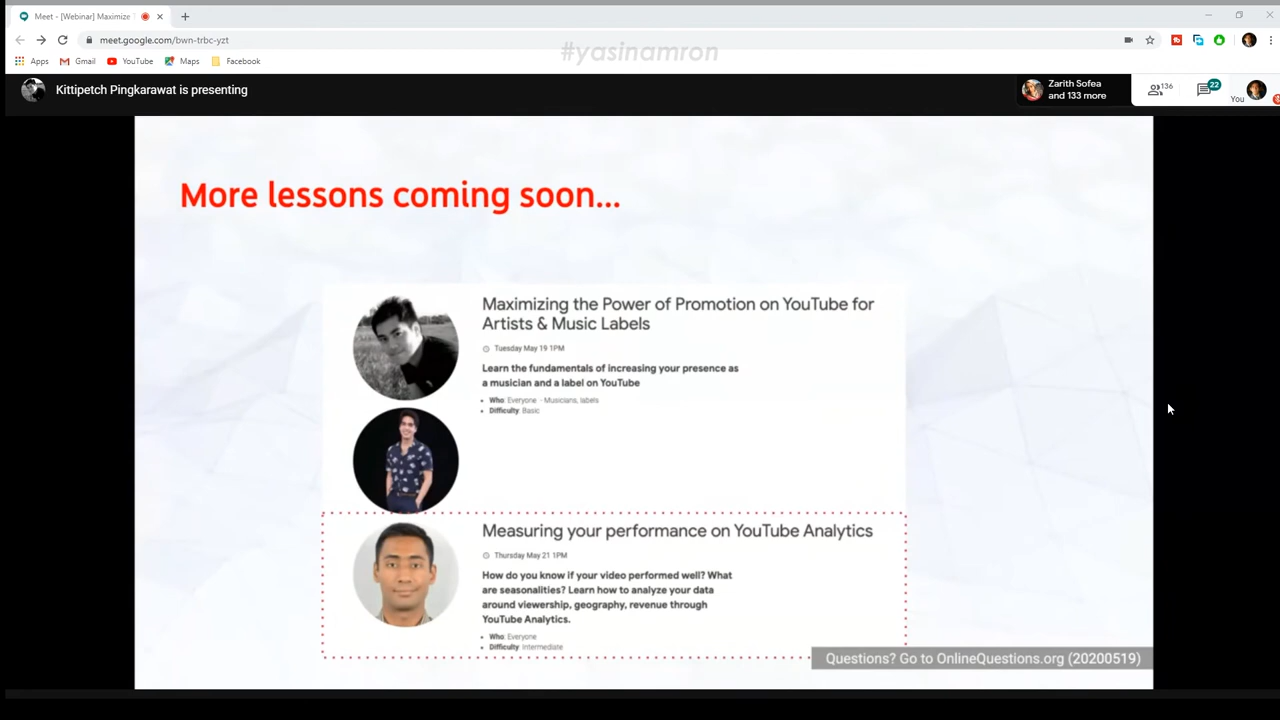 Meet - [Webinar] Maximize
meet.google.com/bwn-trbc-yzt
#yasinamron
Apps Gmail YouTube Maps Facebook
Kittipetch Pingkarawat is presenting
Zarith Sofea
and 133 more
136
22
You
More lessons coming soon...
Maximizing the Power of Promotion on YouTube for
Artists & Music Labels
Tuesday May 19 1PM
Learn the fundamentals of increasing your presence as
a musician and a label on YouTube
Who: Everyone - Musicians, labels
Difficulty: Basic
Measuring your performance on YouTube Analytics
Thursday May 21 1PM
How do you know if your video performed well? What
are seasonalities? Learn how to analyze your data
around viewership, geography, revenue through
YouTube Analytics.
Who: Everyone
Difficulty: Intermediate
Questions? Go to OnlineQuestions.org (20200519)